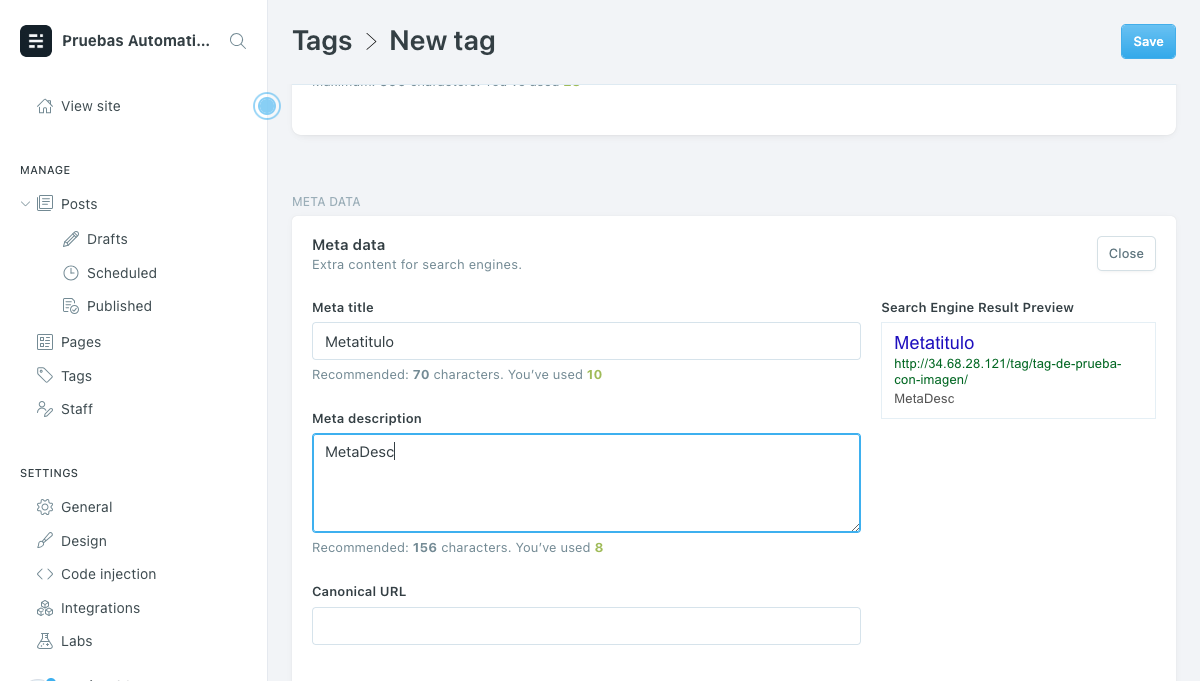 Pruebas Automati...
View site
MANAGE
Posts
Drafts
Scheduled
Published
Pages
Tags
Staff
SETTINGS
General
Design
Code injection
Integrations
Labs
Tags > New tag
Save
META DATA
Meta data
Extra content for search engines.
Close
Meta title
Metatitulo
Recommended: 70 characters. You’ve used 10
Meta description
MetaDesc
Recommended: 156 characters. You’ve used 8
Canonical URL
Search Engine Result Preview
Metatitulo
http://34.68.28.121/tag/tag-de-prueba-
con-imagen/
MetaDesc